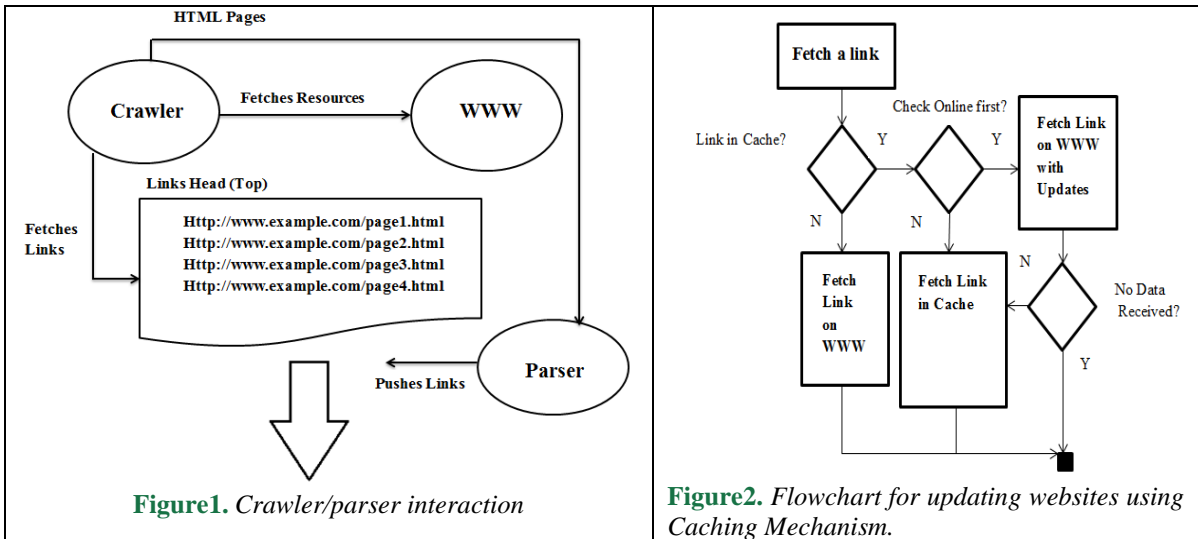 HTML Pages
Crawler
Fetches Resources
WWW
Links Head (Top)
Http://www.example.com/page1.html
Http://www.example.com/page2.html
Http://www.example.com/page3.html
Http://www.example.com/page4.html
Fetches
Links
Pushes Links
Parser
Figure1. Crawler/parser interaction
Fetch a link
Link in Cache?
Y
N
Check Online first?
Y
N
Fetch Link
on WWW
with
Updates
Fetch
Link
on
WWW
Fetch Link
in Cache
N
No Data
Received?
Y
Figure2. Flowchart for updating websites using
Caching Mechanism.